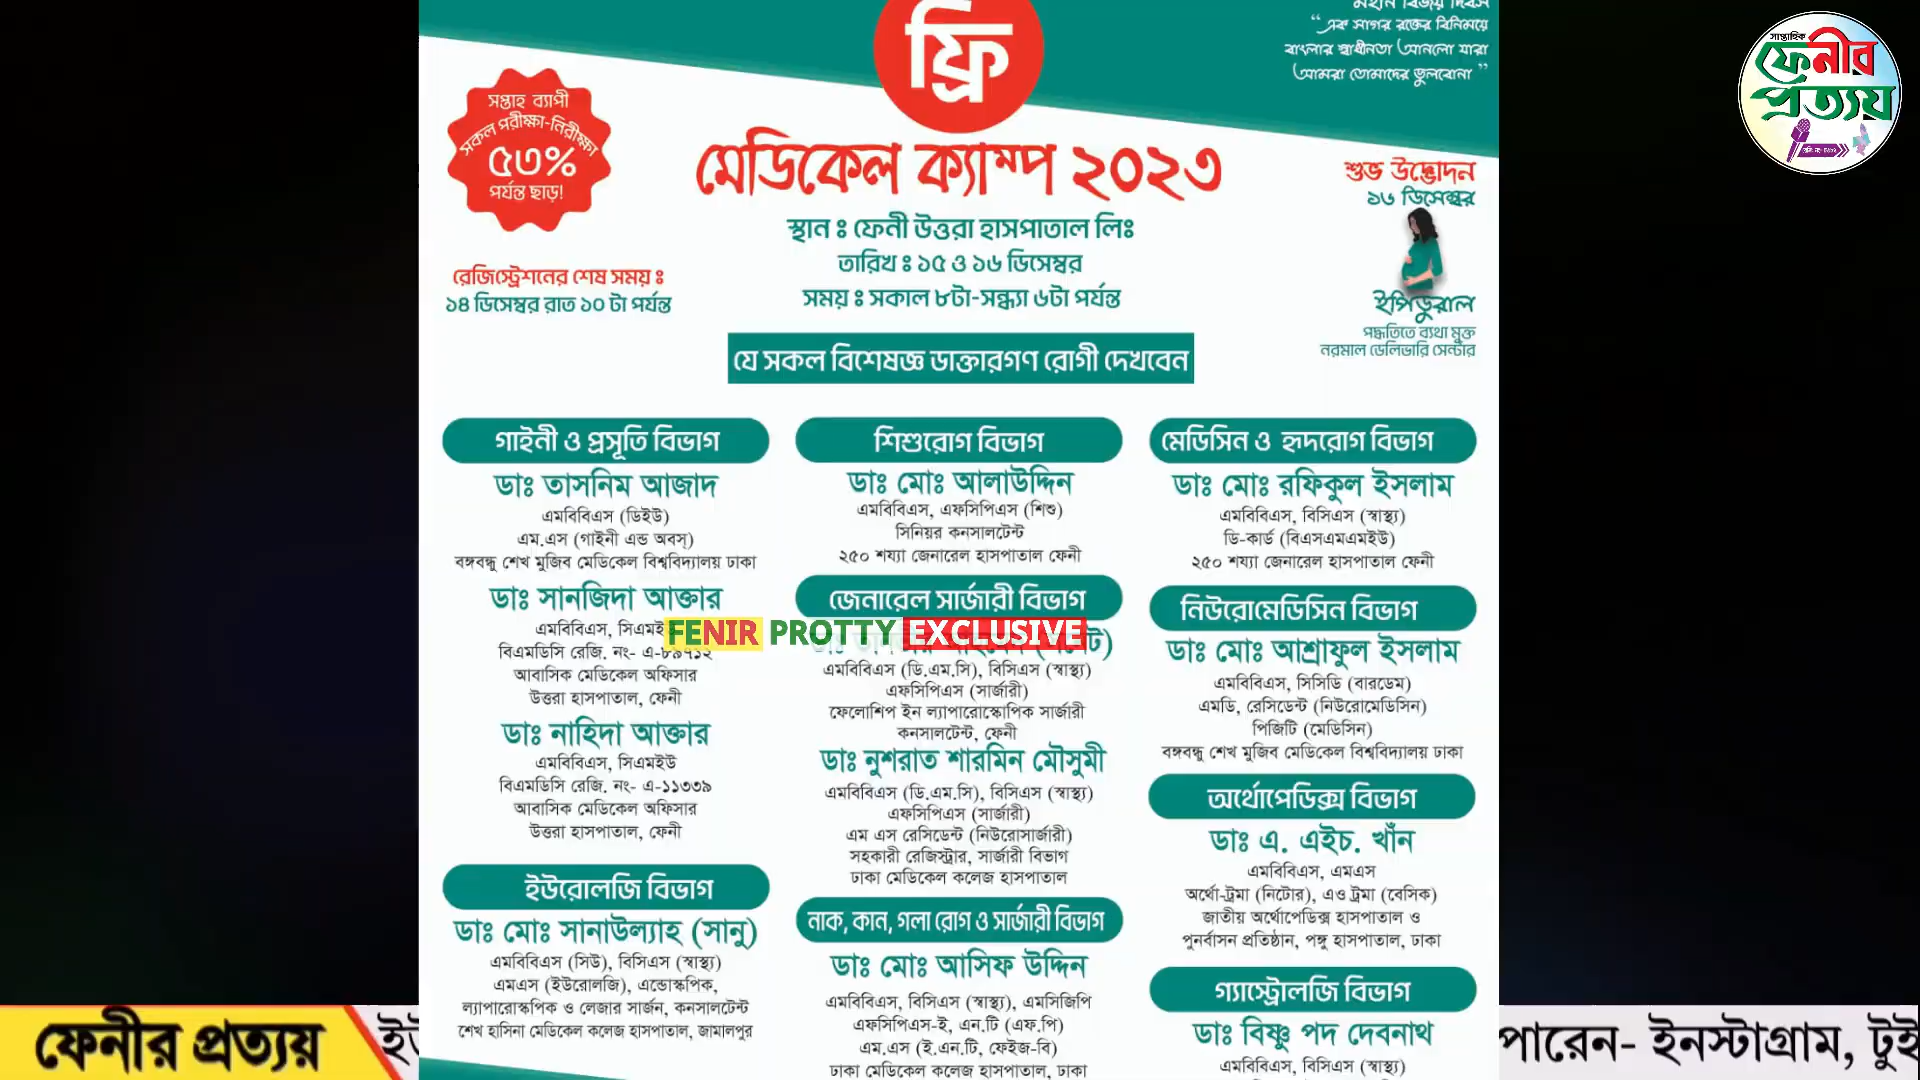 মহান বিজয় দিবস
“ এক সাগর রক্তের বিনিময়ে
বাংলার স্বাধীনতা আনলো যারা
আমরা তোমাদের ভুলবোনা ”
সাপ্তাহিক
ফেনীর
প্রত্যয়
ফ্রি
সপ্তাহ ব্যাপী
সকল পরীক্ষা-নিরীক্ষা
৫৩%
পর্যন্ত ছাড়!
মেডিকেল ক্যাম্প ২০২৩
স্থান ঃ ফেনী উত্তরা হাসপাতাল লিঃ
তারিখ ঃ ১৫ ও ১৬ ডিসেম্বর
সময় ঃ সকাল ৮টা-সন্ধ্যা ৬টা পর্যন্ত
রেজিস্ট্রেশনের শেষ সময় ঃ
১৪ ডিসেম্বর রাত ১০ টা পর্যন্ত
শুভ উদ্ভোদন
১৬ ডিসেম্বর
ইপিডুরাল
পদ্ধতিতে ব্যথা মুক্ত
নরমাল ডেলিভারি সেন্টার
যে সকল বিশেষজ্ঞ ডাক্তারগণ রোগী দেখবেন
গাইনী ও প্রসূতি বিভাগ
ডাঃ তাসনিম আজাদ
এমবিবিএস (ডিইউ)
এম.এস (গাইনী এন্ড অবস্)
বঙ্গবন্ধু শেখ মুজিব মেডিকেল বিশ্ববিদ্যালয় ঢাকা
ডাঃ সানজিদা আক্তার
এমবিবিএস, সিএমইউ
বিএমডিসি রেজি. নং- এ-৮৯৭১২
আবাসিক মেডিকেল অফিসার
উত্তরা হাসপাতাল, ফেনী
ডাঃ নাহিদা আক্তার
এমবিবিএস, সিএমইউ
বিএমডিসি রেজি. নং- এ-১১৩৩৯
আবাসিক মেডিকেল অফিসার
উত্তরা হাসপাতাল, ফেনী
ইউরোলজি বিভাগ
ডাঃ মোঃ সানাউল্যাহ (সানু)
এমবিবিএস (সিউ), বিসিএস (স্বাস্থ্য)
এমএস (ইউরোলজি), এন্ডোস্কপিক,
ল্যাপারোস্কপিক ও লেজার সার্জন, কনসালটেন্ট
শেখ হাসিনা মেডিকেল কলেজ হাসপাতাল, জামালপুর
শিশুরোগ বিভাগ
ডাঃ মোঃ আলাউদ্দিন
এমবিবিএস, এফসিপিএস (শিশু)
সিনিয়র কনসালটেন্ট
২৫০ শয্যা জেনারেল হাসপাতাল ফেনী
জেনারেল সার্জারী বিভাগ
FENIR PROTTY EXCLUSIVE
এমবিবিএস (ডি.এম.সি), বিসিএস (স্বাস্থ্য)
এফসিপিএস (সার্জারী)
ফেলোশিপ ইন ল্যাপারোস্কোপিক সার্জারী
কনসালটেন্ট, ফেনী
ডাঃ নুশরাত শারমিন মৌসুমী
এমবিবিএস (ডি.এম.সি), বিসিএস (স্বাস্থ্য)
এফসিপিএস (সার্জারী)
এম এস রেসিডেন্ট (নিউরোসার্জারী)
সহকারী রেজিস্ট্রার, সার্জারী বিভাগ
ঢাকা মেডিকেল কলেজ হাসপাতাল
নাক, কান, গলা রোগ ও সার্জারী বিভাগ
ডাঃ মোঃ আসিফ উদ্দিন
এমবিবিএস, বিসিএস (স্বাস্থ্য), এমসিজিপি
এফসিপিএস-ই, এন.টি (এফ.পি)
এম.এস (ই.এন.টি, ফেইজ-বি)
ঢাকা মেডিকেল কলেজ হাসপাতাল, ঢাকা
মেডিসিন ও হৃদরোগ বিভাগ
ডাঃ মোঃ রফিকুল ইসলাম
এমবিবিএস, বিসিএস (স্বাস্থ্য)
ডি-কার্ড (বিএসএমএমইউ)
২৫০ শয্যা জেনারেল হাসপাতাল ফেনী
নিউরোমেডিসিন বিভাগ
ডাঃ মোঃ আশ্রাফুল ইসলাম
এমবিবিএস, সিসিডি (বারডেম)
এমডি, রেসিডেন্ট (নিউরোমেডিসিন)
পিজিটি (মেডিসিন)
বঙ্গবন্ধু শেখ মুজিব মেডিকেল বিশ্ববিদ্যালয় ঢাকা
অর্থোপেডিক্স বিভাগ
ডাঃ এ. এইচ. খাঁন
এমবিবিএস, এমএস
অর্থো-ট্রমা (নিটোর), এও ট্রমা (বেসিক)
জাতীয় অর্থোপেডিক্স হাসপাতাল ও
পুনর্বাসন প্রতিষ্ঠান, পঙ্গু হাসপাতাল, ঢাকা
গ্যাস্ট্রোলজি বিভাগ
ডাঃ বিষ্ণু পদ দেবনাথ
এমবিবিএস, বিসিএস (স্বাস্থ্য)
ফেনীর প্রত্যয়
পারেন- ইনস্টাগ্রাম, টুই